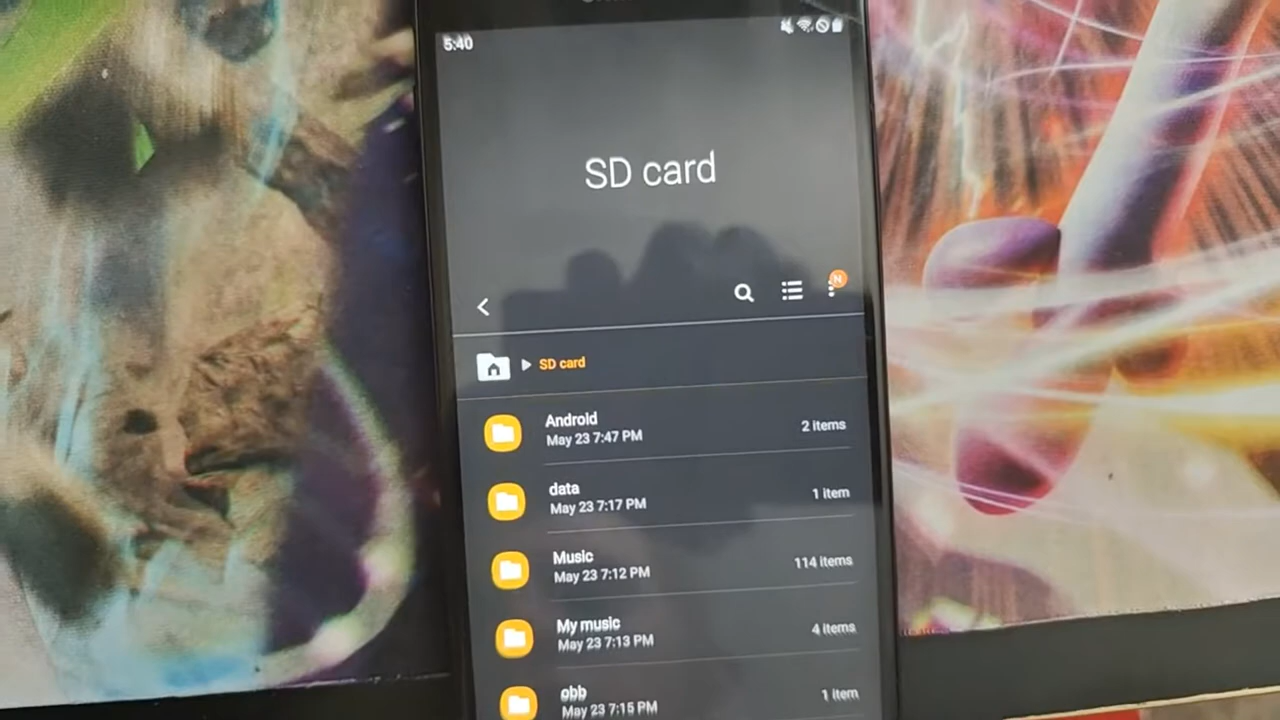 5:40
SD card
N
SD card
Android
May 23 7:47 PM
2 items
data
May 23 7:17 PM
1 item
Music
May 23 7:12 PM
114 items
My music
May 23 7:13 PM
4 items
obb
May 23 7:15 PM
1 item